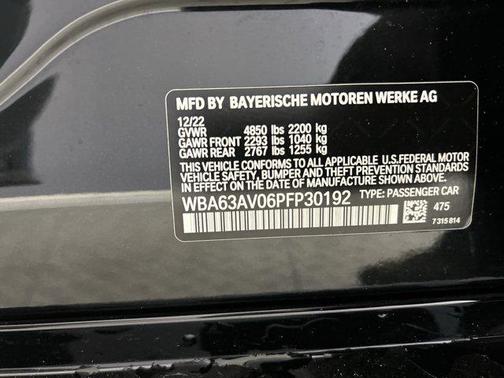 MFD BY BAYERISCHE MOTOREN WERKE AG
12/22
GVWR 4850 lbs 2200 kg
GAWR FRONT 2293 lbs 1040 kg
GAWR REAR 2767 lbs 1255 kg
THIS VEHICLE CONFORMS TO ALL APPLICABLE U.S. FEDERAL MOTOR
VEHICLE SAFETY, BUMPER AND THEFT PREVENTION STANDARDS
IN EFFECT ON THE DATE OF MANUFACTURE SHOWN ABOVE.
WBA63AV06PFP30192 TYPE: PASSENGER CAR
475
7 315 814